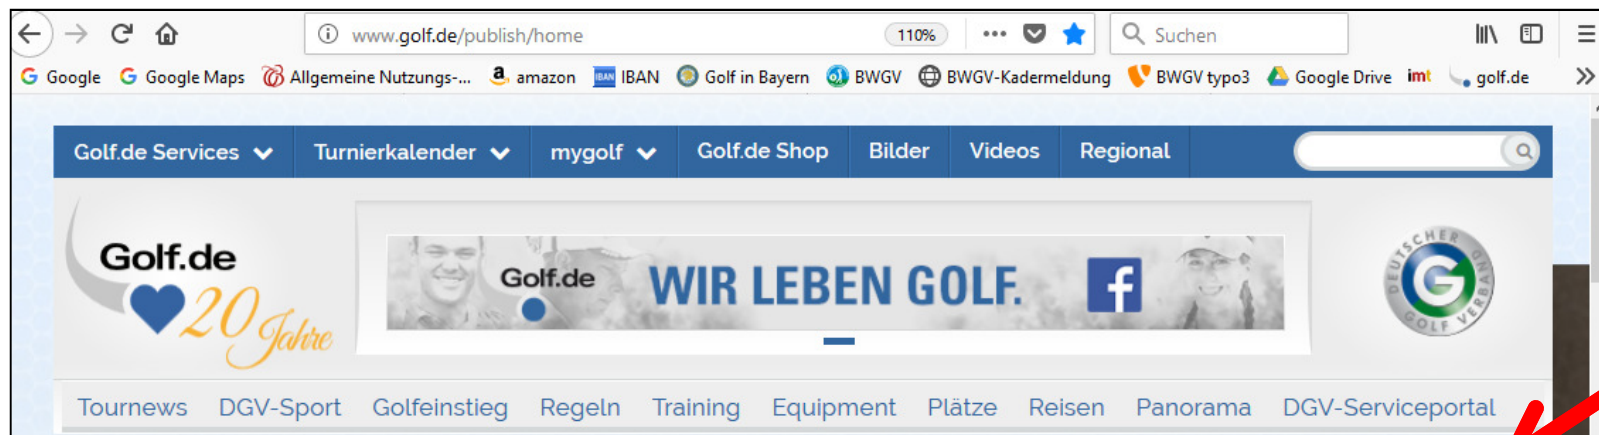 www.golf.de/publish/home 110% Suchen
Google Google Maps Allgemeine Nutzungs-... amazon IBAN IBAN Golf in Bayern BWGV BWGV-Kadermeldung BWGV typo3 Google Drive imt golf.de
Golf.de Services Turnierkalender mygolf Golf.de Shop Bilder Videos Regional
Golf.de
20 Jahre
Golf.de WIR LEBEN GOLF. f
DEUTSCHER GOLF VERBAND
G
Tournews DGV-Sport Golfeinstieg Regeln Training Equipment Plätze Reisen Panorama DGV-Serviceportal